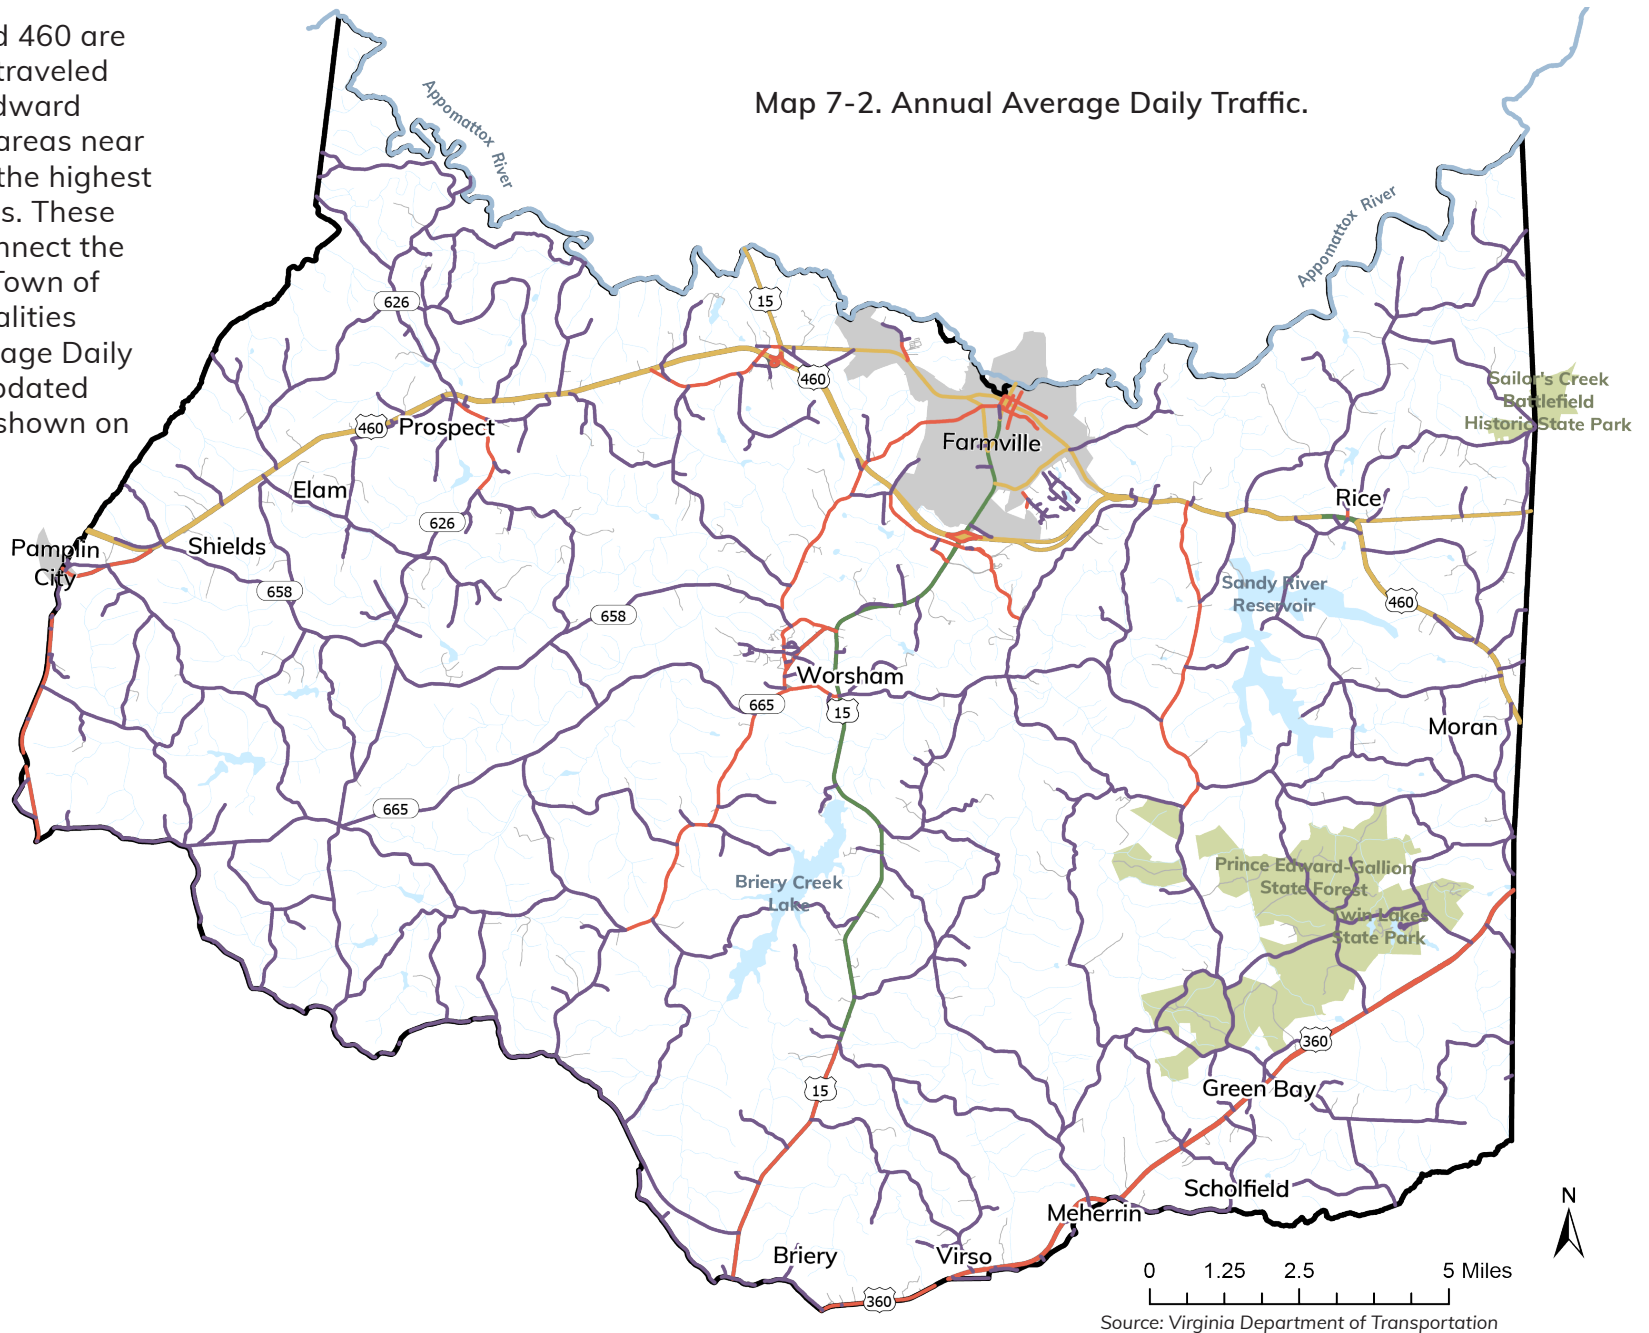 d 460 are
traveled
dward
areas near
the highest
s. These
nnect the
Town of
alities
age Daily
pdated
shown on
Map 7-2. Annual Average Daily Traffic.
Appomattox River
Appomattox River
626
15
460
Sailor's Creek
Battlefield
Historic State Park
460
Prospect
Farmville
Elam
Rice
626
Pamplin
City
Shields
658
658
Sandy River
Reservoir
460
Worsham
665
15
Moran
665
Briery Creek
Lake
Prince Edward-Gallion
State Forest
Twin Lakes
State Park
360
15
Green Bay
Scholfield
Meherrin
Briery
Virso
360
N
0 1.25 2.5 5 Miles
Source: Virginia Department of Transportation